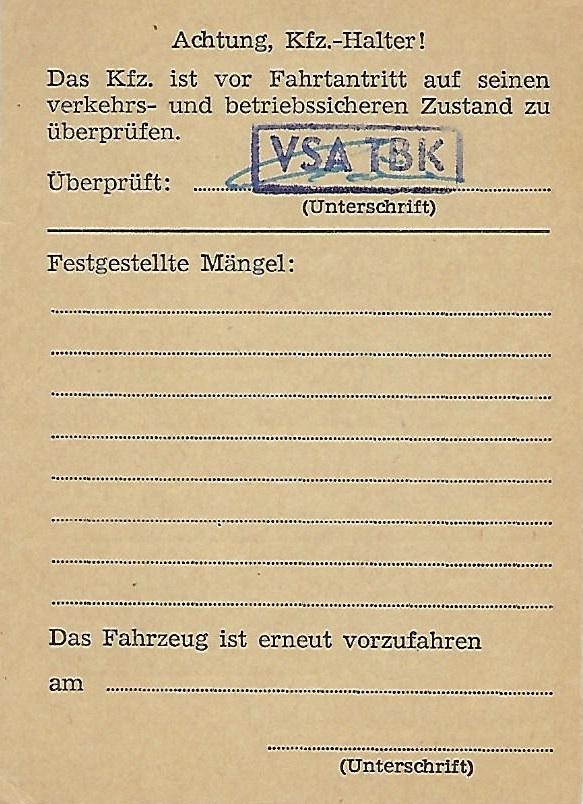 Achtung, Kfz.-Halter!
Das Kfz. ist vor Fahrtantritt auf seinen
verkehrs- und betriebssicheren Zustand zu
überprüfen.
VSA TBK
Überprüft:
(Unterschrift)
Festgestellte Mängel:
Das Fahrzeug ist erneut vorzufahren
am
(Unterschrift)